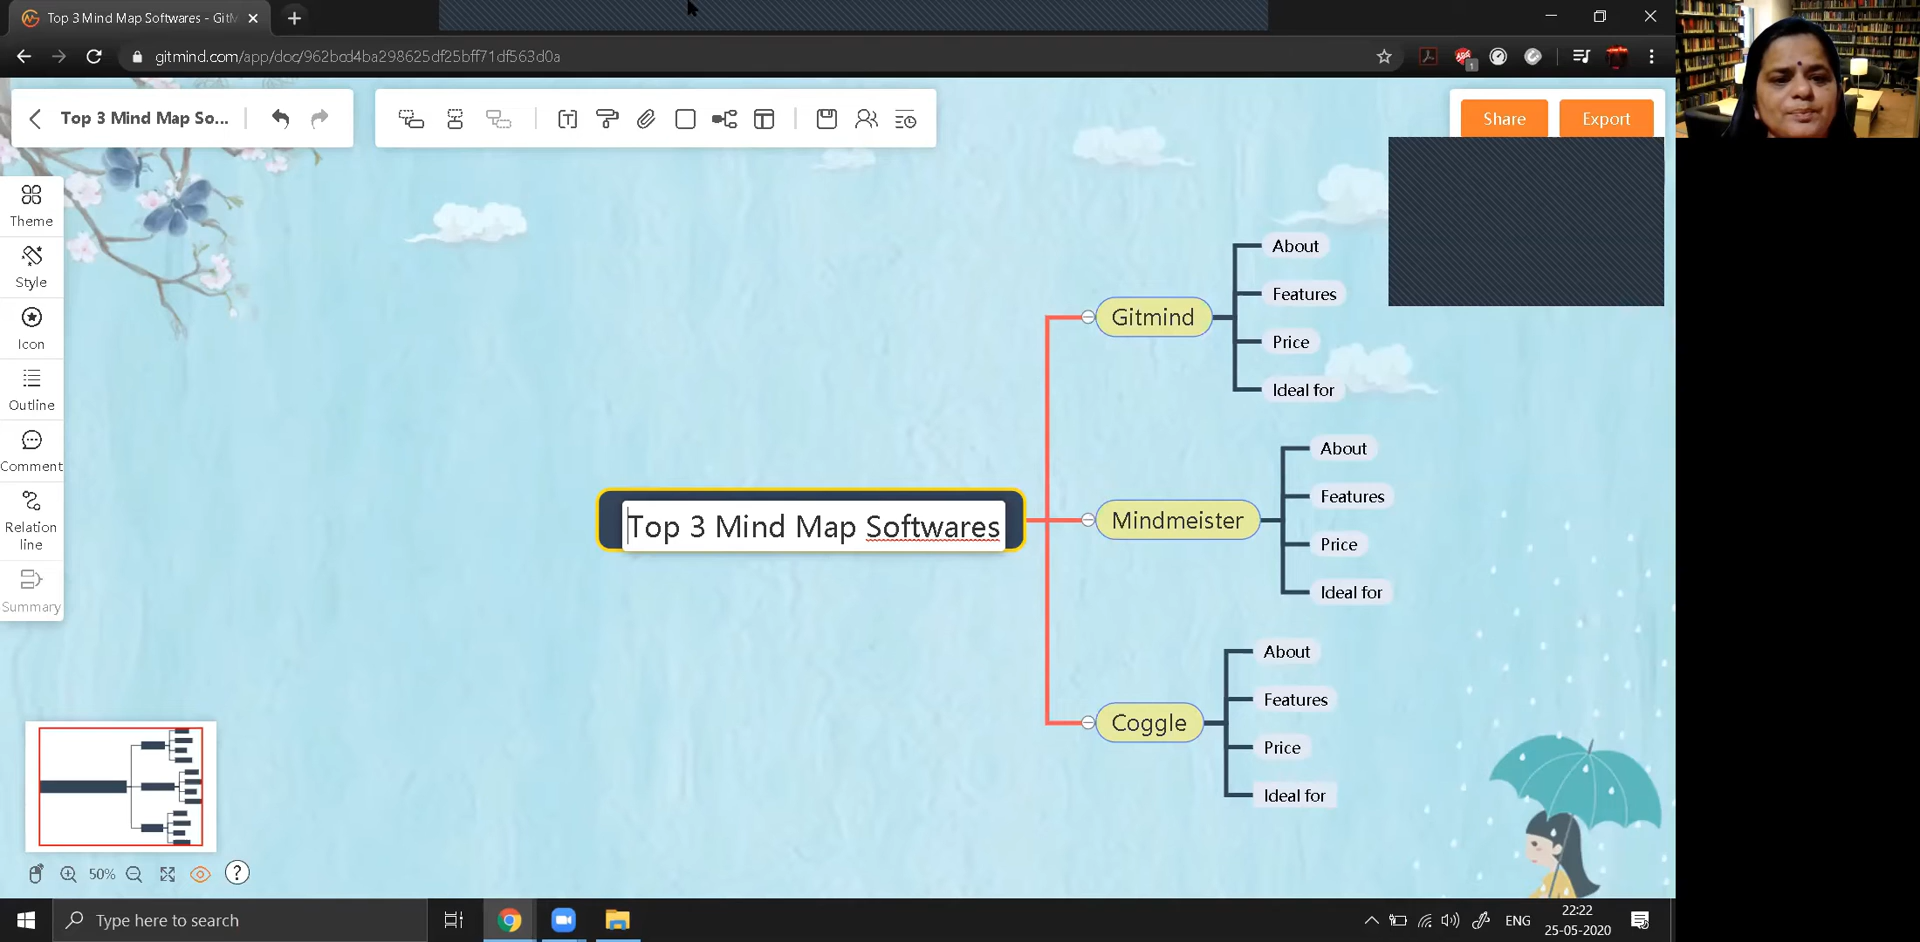 Top 3 Mind Map Softwares - GitM
gitmind.com/app/doc/962bcd4ba298625df25bff71df563d0a
Top 3 Mind Map So...
Share
Export
Theme
Style
Icon
Outline
Comment
Relation
line
Summary
Top 3 Mind Map Softwares
Gitmind
About
Features
Price
Ideal for
Mindmeister
About
Features
Price
Ideal for
Coggle
About
Features
Price
Ideal for
50%
Type here to search
ENG
22:22
25-05-2020